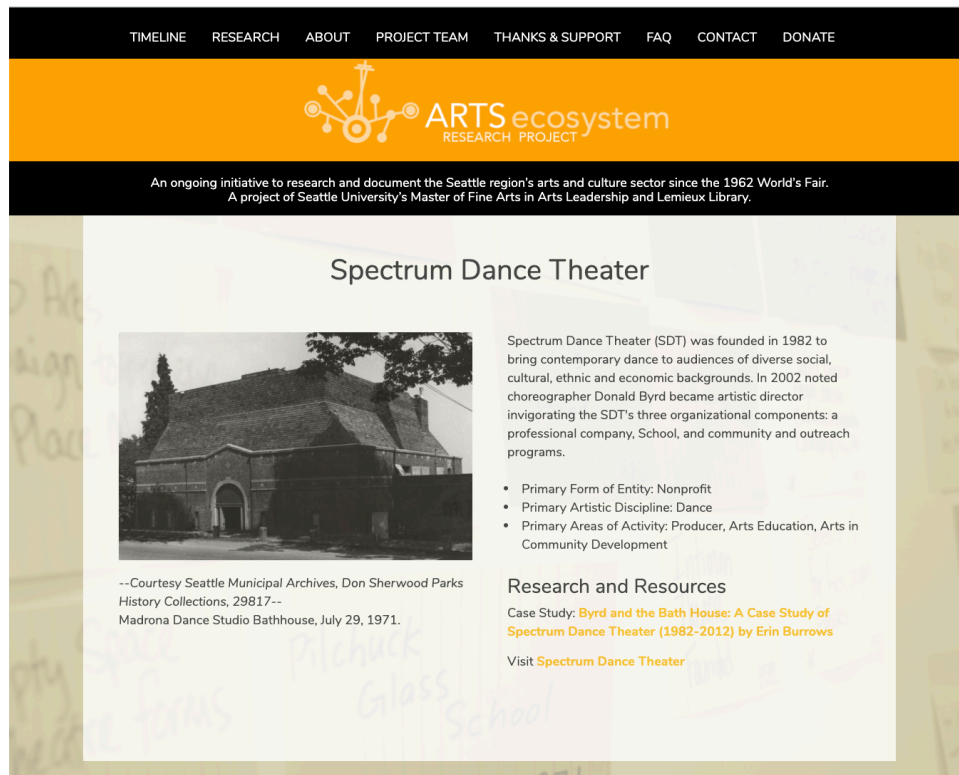 TIMELINE RESEARCH ABOUT PROJECT TEAM THANKS & SUPPORT FAQ CONTACT DONATE
ARTS ecosystem
RESEARCH PROJECT
An ongoing initiative to research and document the Seattle region's arts and culture sector since the 1962 World's Fair.
A project of Seattle University's Master of Fine Arts in Arts Leadership and Lemieux Library.
Spectrum Dance Theater
--Courtesy Seattle Municipal Archives, Don Sherwood Parks
History Collections, 29817--
Madrona Dance Studio Bathhouse, July 29, 1971.
Spectrum Dance Theater (SDT) was founded in 1982 to
bring contemporary dance to audiences of diverse social,
cultural, ethnic and economic backgrounds. In 2002 noted
choreographer Donald Byrd became artistic director
invigorating the SDT's three organizational components: a
professional company, School, and community and outreach
programs.
• Primary Form of Entity: Nonprofit
• Primary Artistic Discipline: Dance
• Primary Areas of Activity: Producer, Arts Education, Arts in
Community Development
Research and Resources
Case Study: Byrd and the Bath House: A Case Study of
Spectrum Dance Theater (1982-2012) by Erin Burrows
Visit Spectrum Dance Theater
Space
Pilchuck
Glass
School